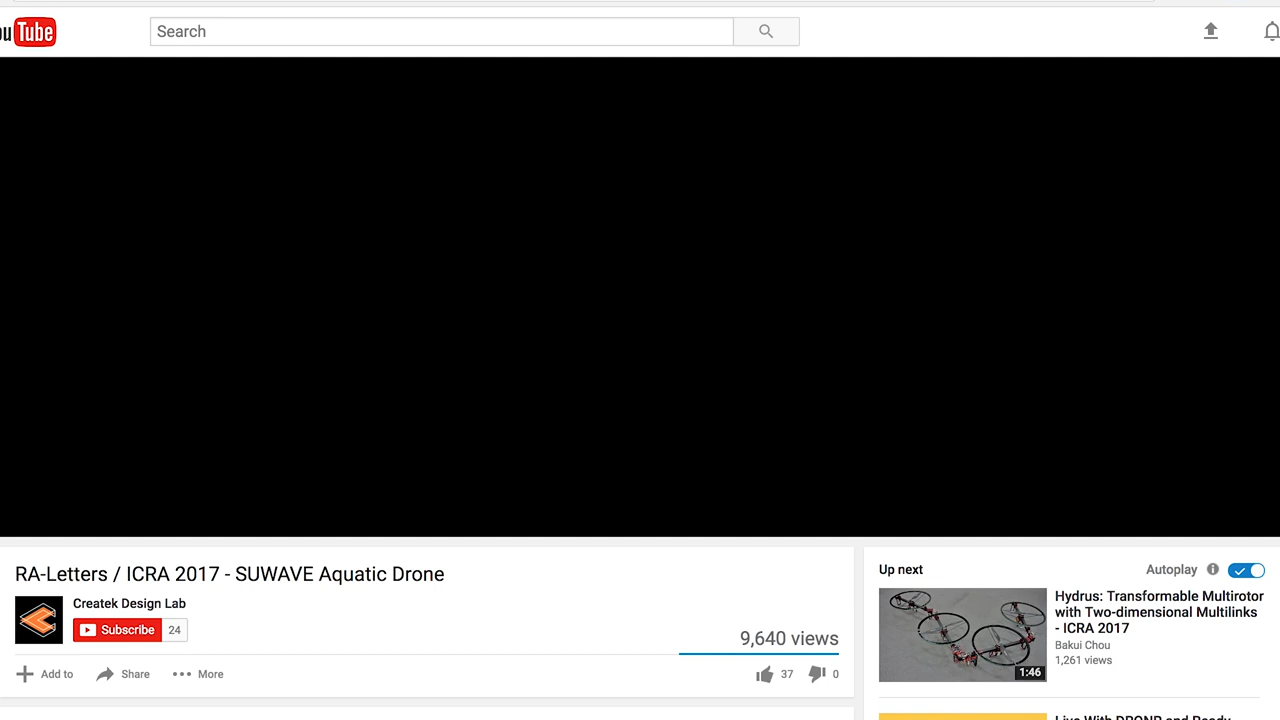 ou Tube
Search
RA-Letters / ICRA 2017 - SUWAVE Aquatic Drone
Createk Design Lab
Subscribe 24
9,640 views
Add to Share More 37 0
Up next Autoplay
Hydrus: Transformable Multirotor
with Two-dimensional Multilinks
- ICRA 2017
Bakui Chou
1,261 views
1:46